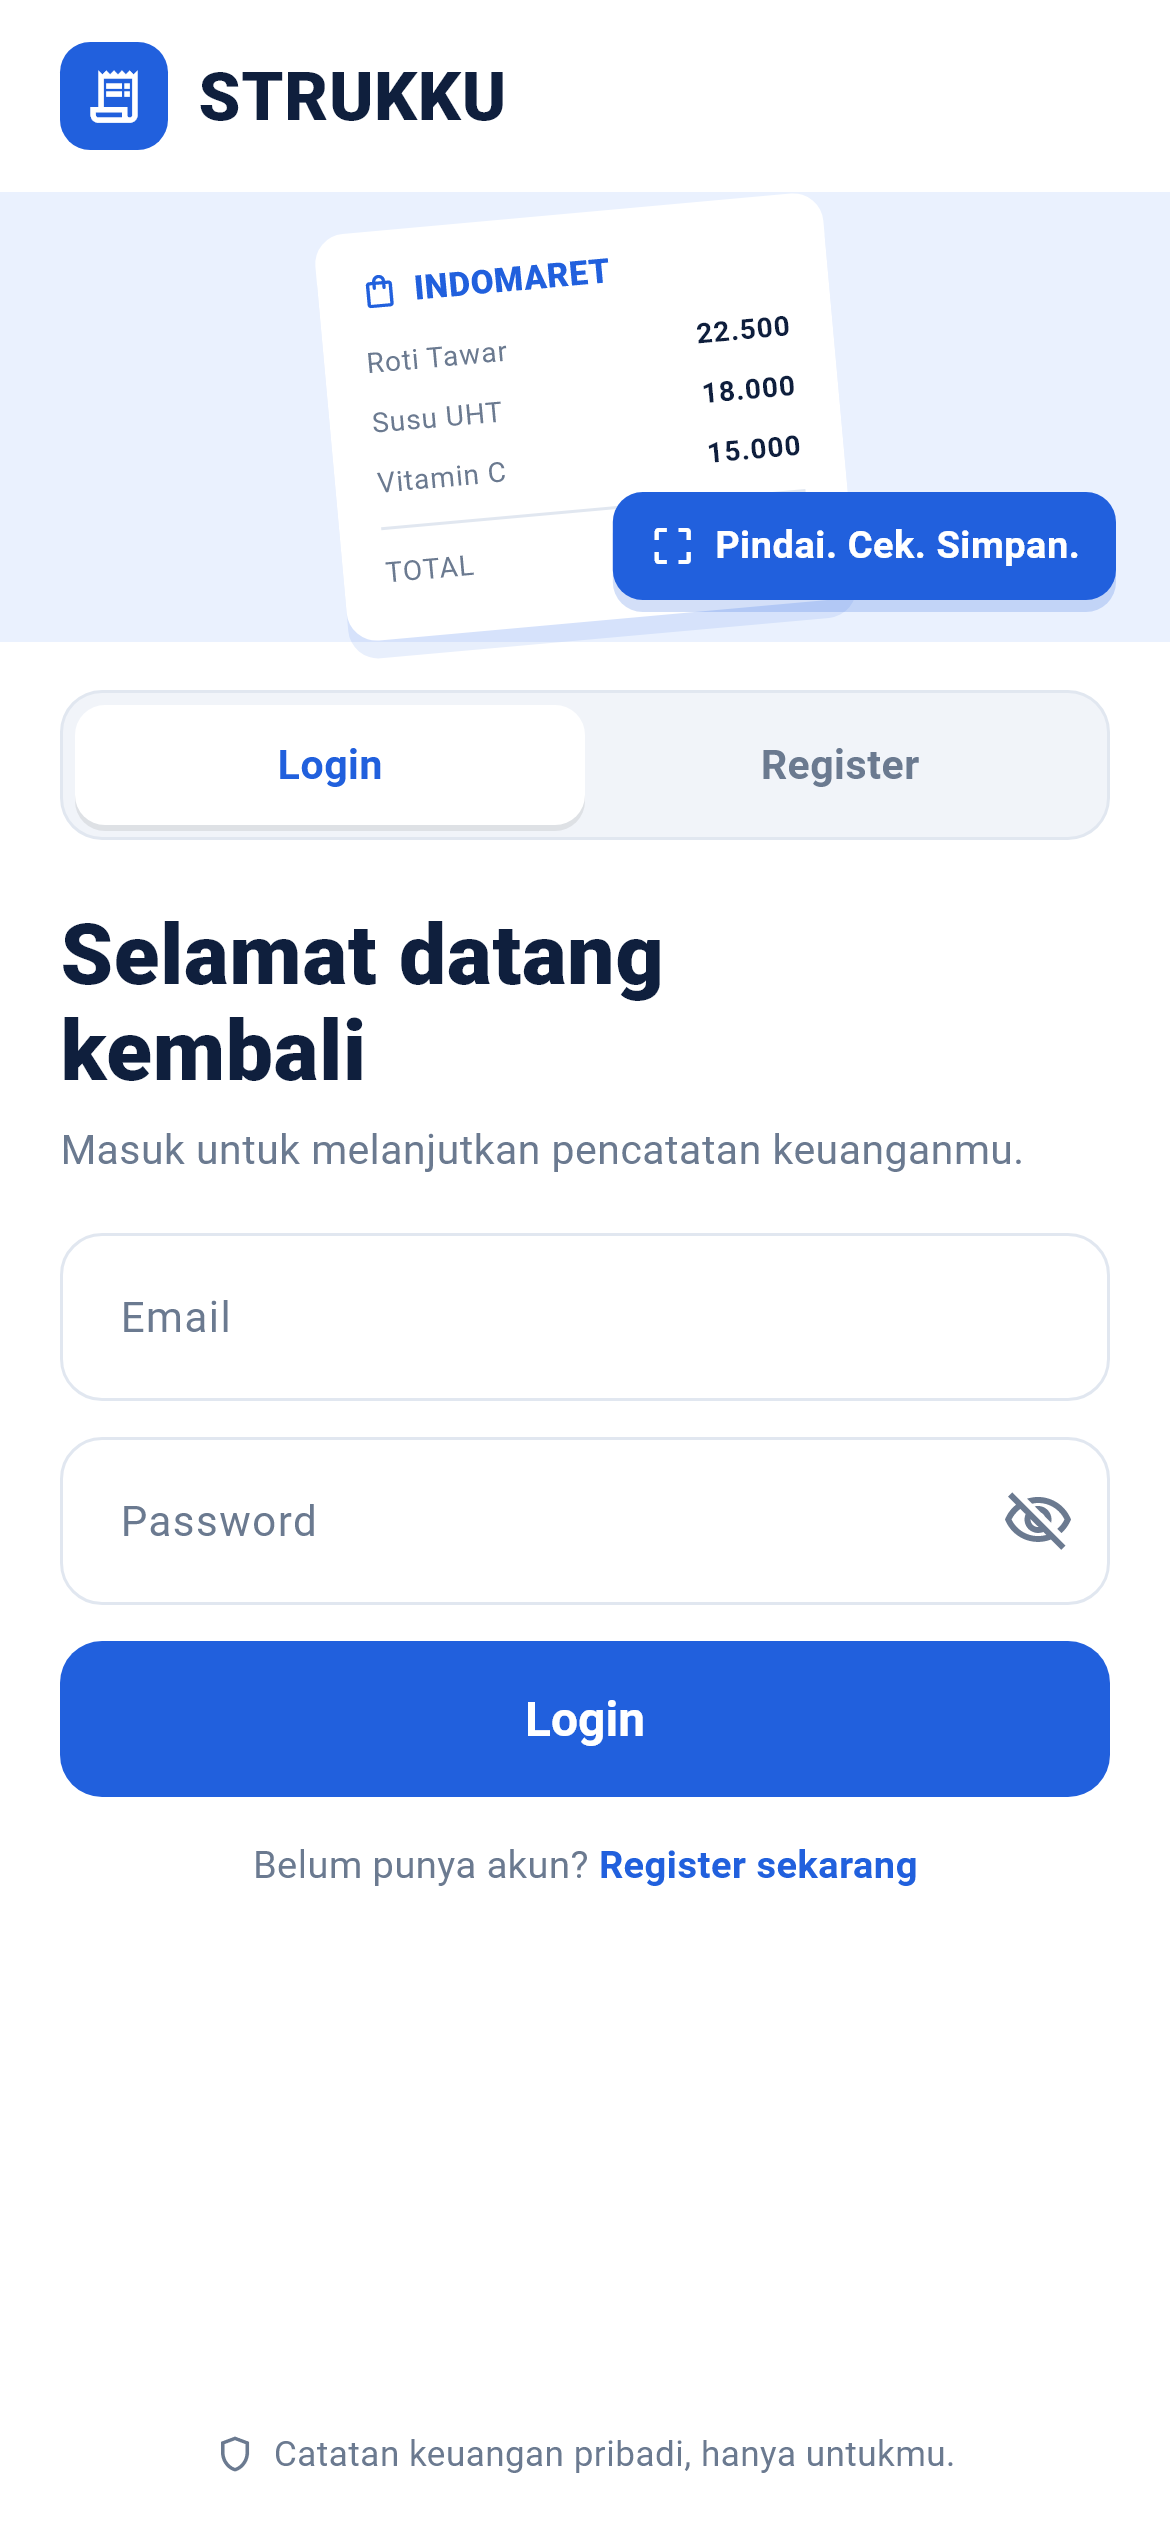 STRUKKU
INDOMARET
Roti Tawar 22.500
Susu UHT 18.000
Vitamin C 15.000
TOTAL
Pindai. Cek. Simpan.
Login
Register
Selamat datang
kembali
Masuk untuk melanjutkan pencatatan keuanganmu.
Email
Password
Login
Belum punya akun? Register sekarang
Catatan keuangan pribadi, hanya untukmu.